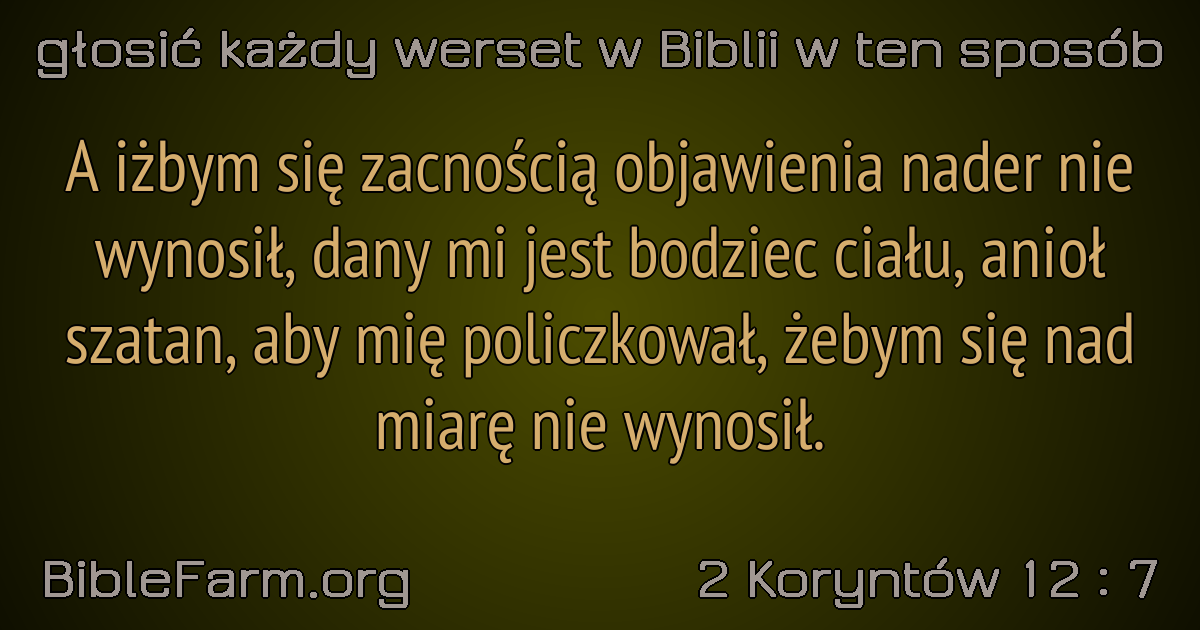 głosić każdy werset w Biblii w ten sposób
A iżbym się zacnością objawienia nader nie
wynosił, dany mi jest bodziec ciału, anioł
szatan, aby mię policzkował, żebym się nad
miarę nie wynosił.
BibleFarm.org
2 Koryntów 12 : 7